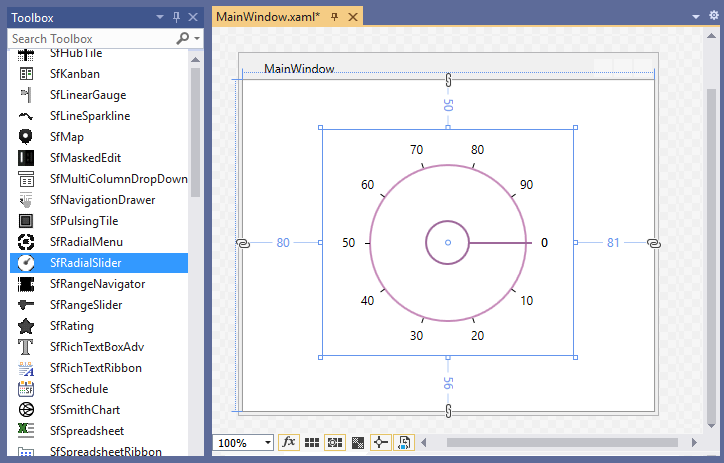 Toolbox
Search Toolbox
SfHubTile
SfKanban
SfLinearGauge
SfLineSparkline
SfMap
SfMaskedEdit
SfMultiColumnDropDown
SfNavigationDrawer
SfPulsingTile
SfRadialMenu
SfRadialSlider
SfRangeNavigator
SfRangeSlider
SfRating
SfRichTextBoxAdv
SfRichTextRibbon
SfSchedule
SfSmithChart
SfSpreadsheet
SfSpreadsheetRibbon
MainWindow.xaml*
MainWindow
50
70 80
60 90
80 50 0 81
40 10
30 20
56
100% fx